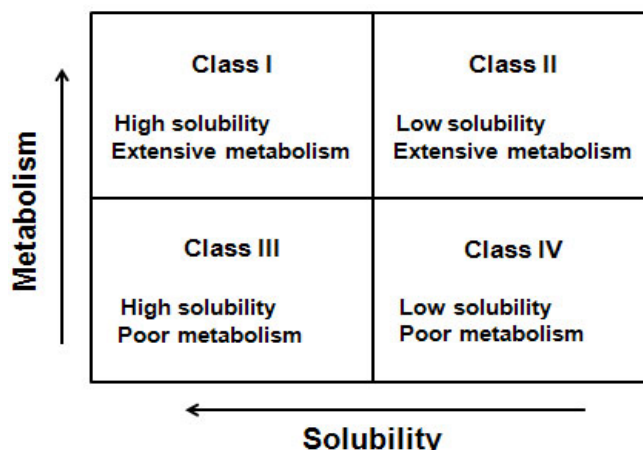 Class I
High solubility
Extensive metabolism
Class II
Low solubility
Extensive metabolism
Class III
High solubility
Poor metabolism
Class IV
Low solubility
Poor metabolism
Metabolism
Solubility